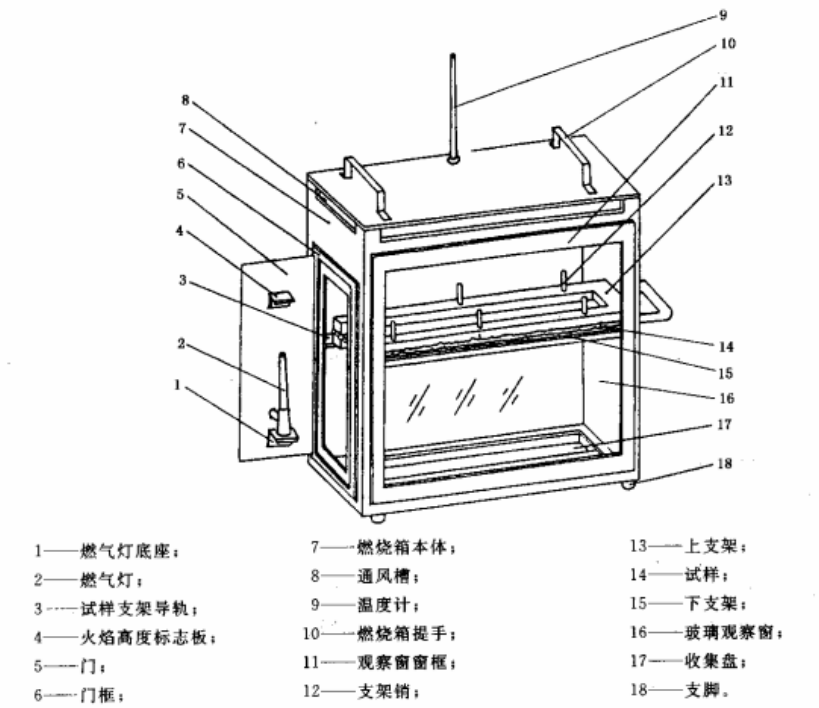 9
10
11
8
12
7
6
13
5
4
3
2
14
15
1
16
17
18
1——燃气灯底座；
2——燃气灯；
3——试样支架导轨；
4——火焰高度标志板；
5——门；
6——门框；
7——燃烧箱本体；
8——通风槽；
9——温度计；
10——燃烧箱提手；
11——观察窗窗框；
12——支架销；
13——上支架；
14——试样；
15——下支架；
16——玻璃观察窗；
17——收集盘；
18——支脚。